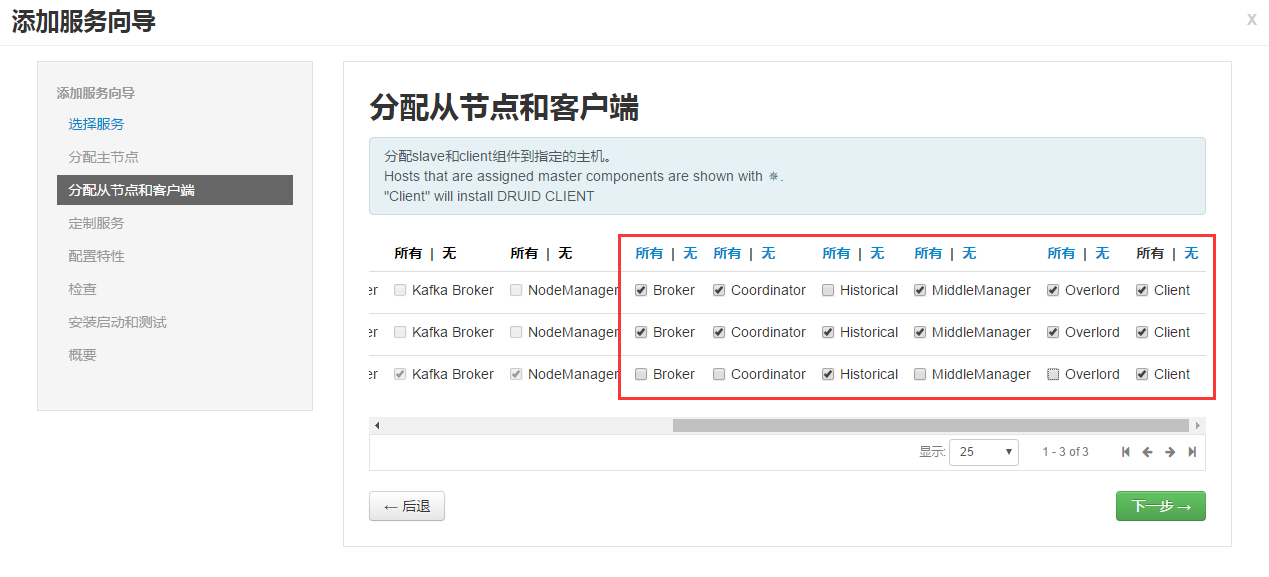 添加服务向导
x
添加服务向导
选择服务
分配主节点
分配从节点和客户端
定制服务
配置特性
检查
安装启动和测试
概要
分配从节点和客户端
分配slave和client组件到指定的主机。
Hosts that are assigned master components are shown with ✵.
"Client" will install DRUID CLIENT
所有 | 无 所有 | 无 所有 | 无 所有 | 无 所有 | 无 所有 | 无 所有 | 无 所有 | 无
er Kafka Broker NodeManager Broker Coordinator Historical MiddleManager Overlord Client
er Kafka Broker NodeManager Broker Coordinator Historical MiddleManager Overlord Client
er Kafka Broker NodeManager Broker Coordinator Historical MiddleManager Overlord Client
显示: 25 1 - 3 of 3
← 后退
下一步 →